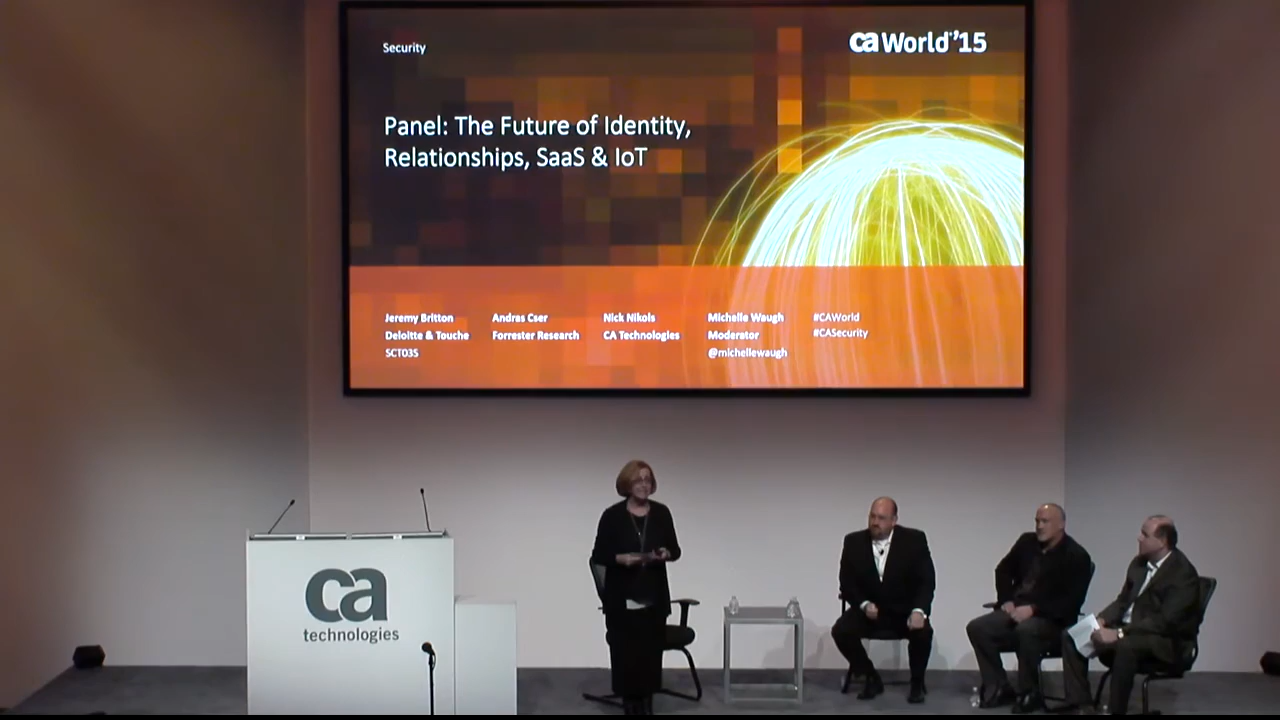 Security
ca World '15
Panel: The Future of Identity,
Relationships, SaaS & IoT
Jeremy Britton
Deloitte & Touche
SCT03S
Andras Cser
Forrester Research
Nick Nikols
CA Technologies
Michelle Waugh
Moderator
@michellewaugh
#CAWorld
#CASecurity
ca
technologies